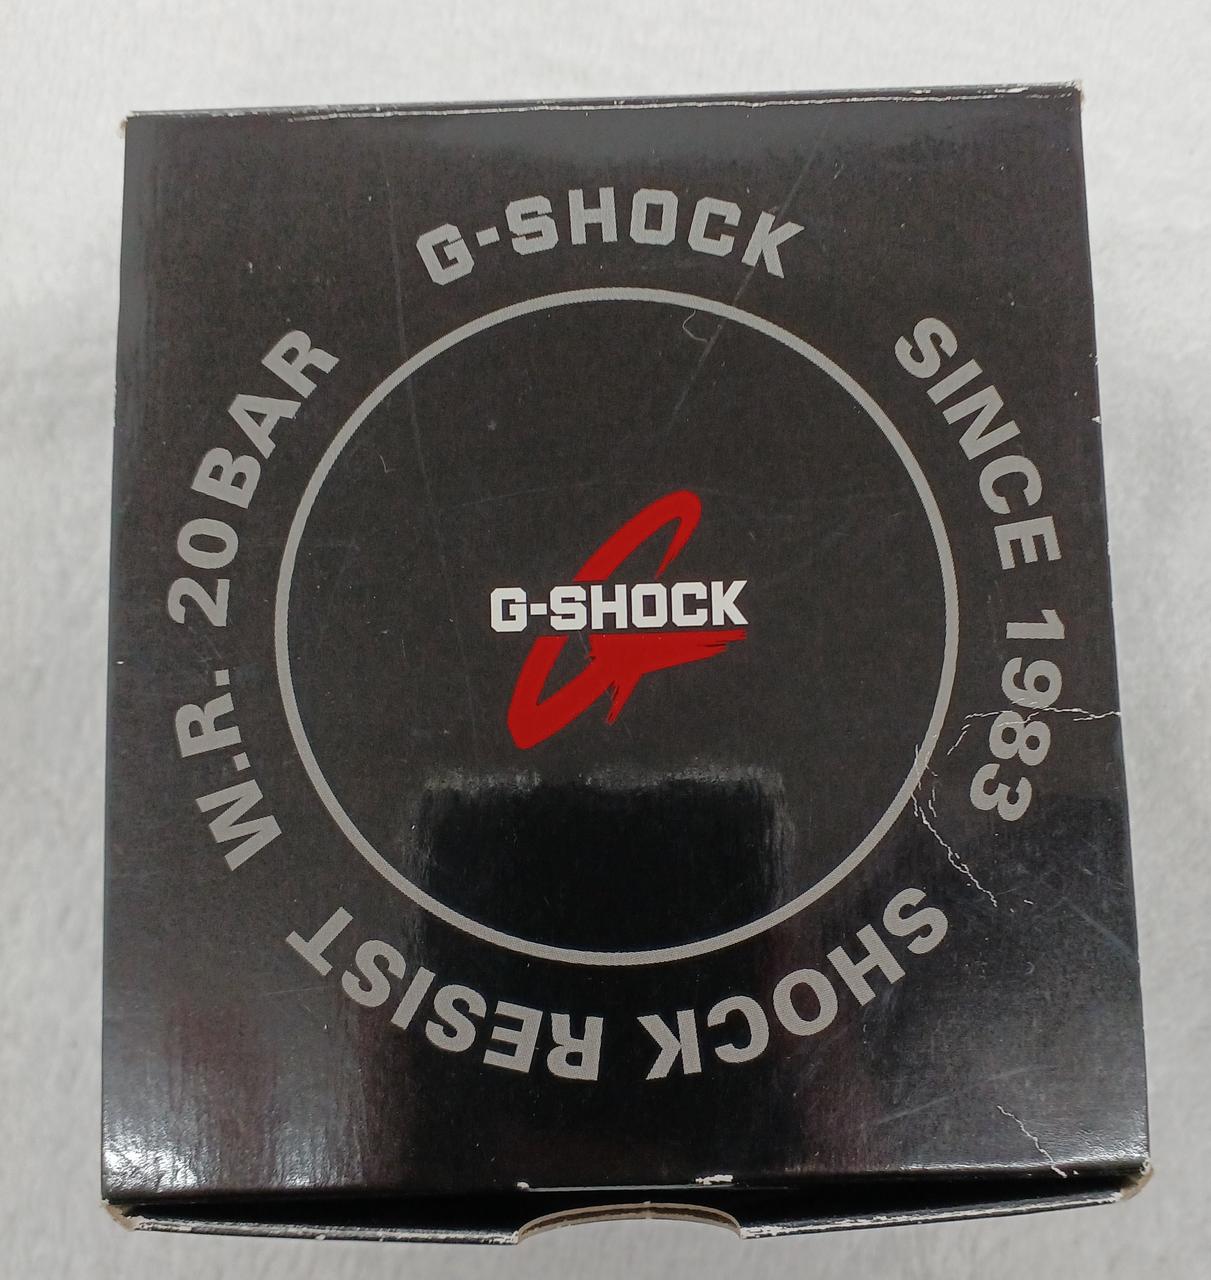 G-SHOCK
SINCE 1983
SHOCK RESIST
W.R. 20BAR
G-SHOCK